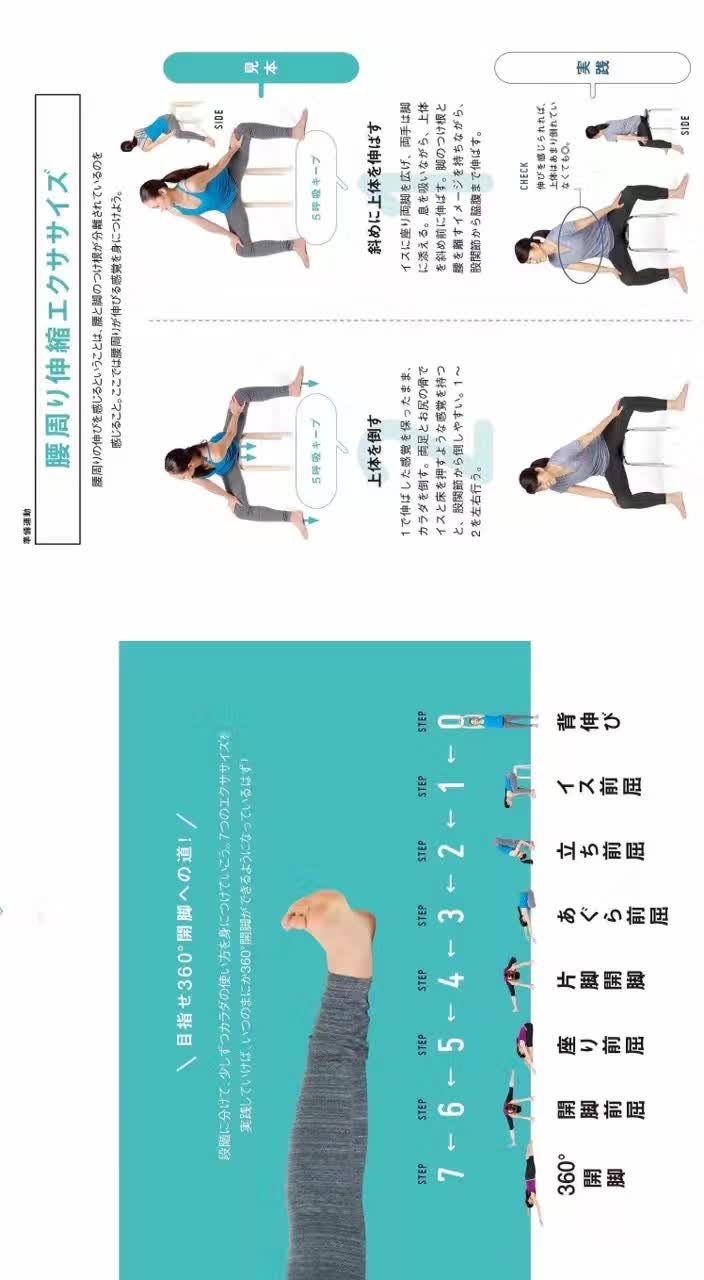 準備運動
腰周り伸縮エクササイズ
腰周りの伸びを感じるということは、腰と脚のつけ根が分離されているのを
感じること。ここでは腰周りが伸びる感覚を身につけよう。
見本
SIDE
5呼吸キープ
斜めに上体を伸ばす
イスに座り両脚を広げ、両手は脚
に添える。息を吸いながら、上体
を斜め前に伸ばす。脚のつけ根と
腰を離すイメージを持ちながら、
股関節から脇腹まで伸ばす。
実践
CHECK
伸びを感じられれば、
上体はあまり倒れてい
なくても◎。
SIDE
5呼吸キープ
2
上体を倒す
1で伸ばした感覚を保ったまま、
カラダを倒す。両足とお尻の骨で
イスと床を押すような感覚を持つ
と、股関節から倒しやすい。1～
2を左右行う。
\ 目指せ360°開脚への道! /
段階に分けて、少しずつカラダの使い方を身につけていこう。7つのエクササイズを
実践していけば、いつのまにか360°開脚ができるようになっているはず!
STEP STEP STEP STEP STEP STEP STEP STEP
7 ← 6 ← 5 ← 4 ← 3 ← 2 ← 1 ← 0
360°開脚
開脚前屈
座り前屈
片脚開脚
あぐら前屈
立ち前屈
イス前屈
背伸び